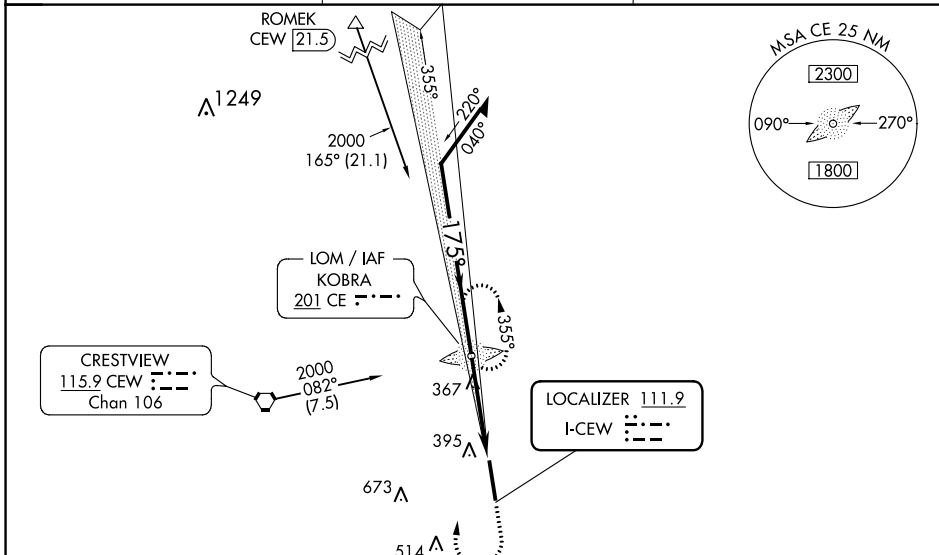 ROMEK
CEW 21.5
1249
2000
165° (21.1)
355°
220°
040°
175°
MSA CE 25 NM
2300
090°
270°
1800
LOM / IAF
KOBRA
201 CE
355°
CRESTVIEW
115.9 CEW
Chan 106
2000
082°
(7.5)
367
LOCALIZER 111.9
I-CEW
395
673
514